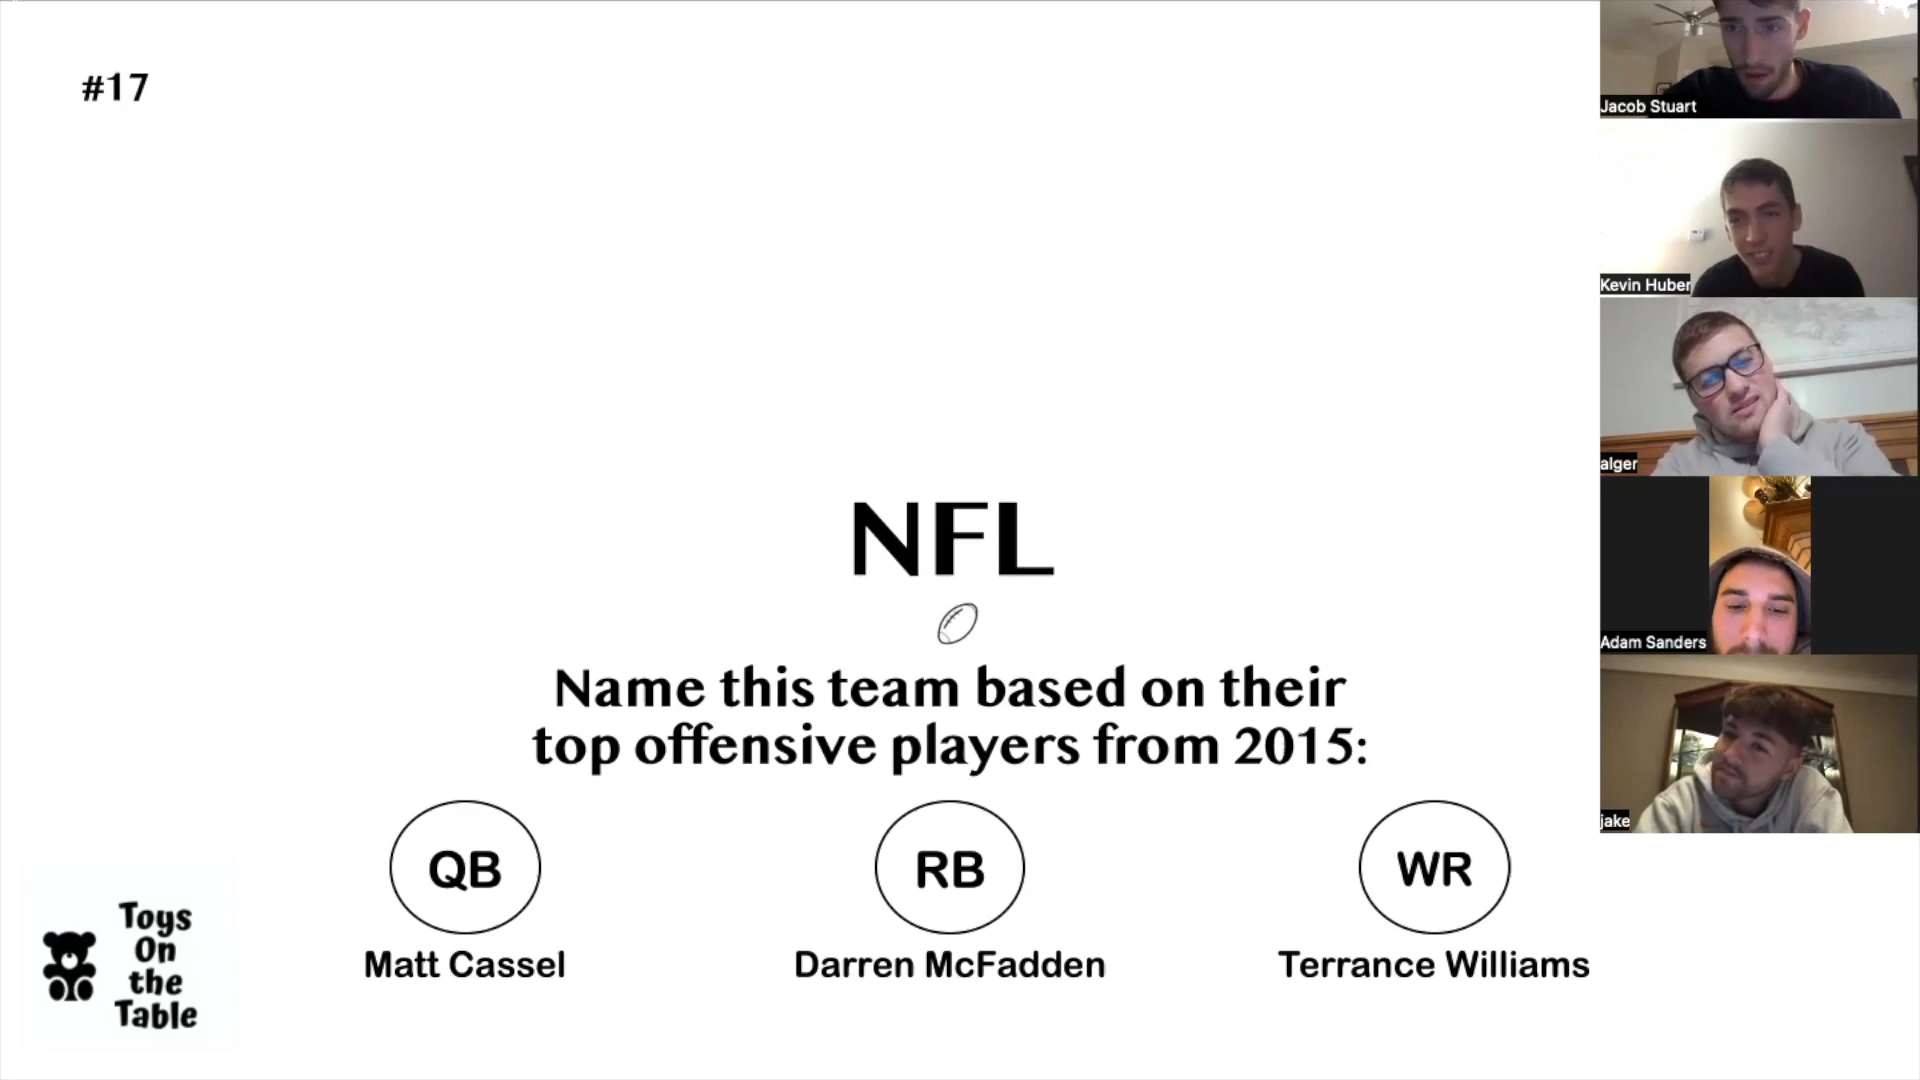 #17
Jacob Stuart
Kevin Huber
alger
Adam Sanders
jake
NFL
Name this team based on their
top offensive players from 2015:
QB
RB
WR
Matt Cassel
Darren McFadden
Terrance Williams
Toys
On
the
Table